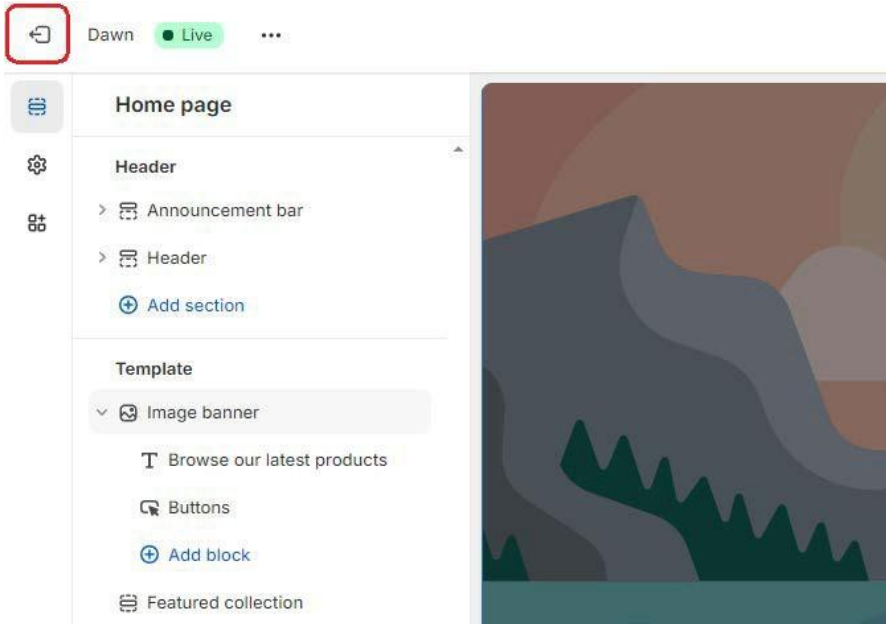 Dawn Live
Home page
Header
Announcement bar
Header
Add section
Template
Image banner
Browse our latest products
Buttons
Add block
Featured collection